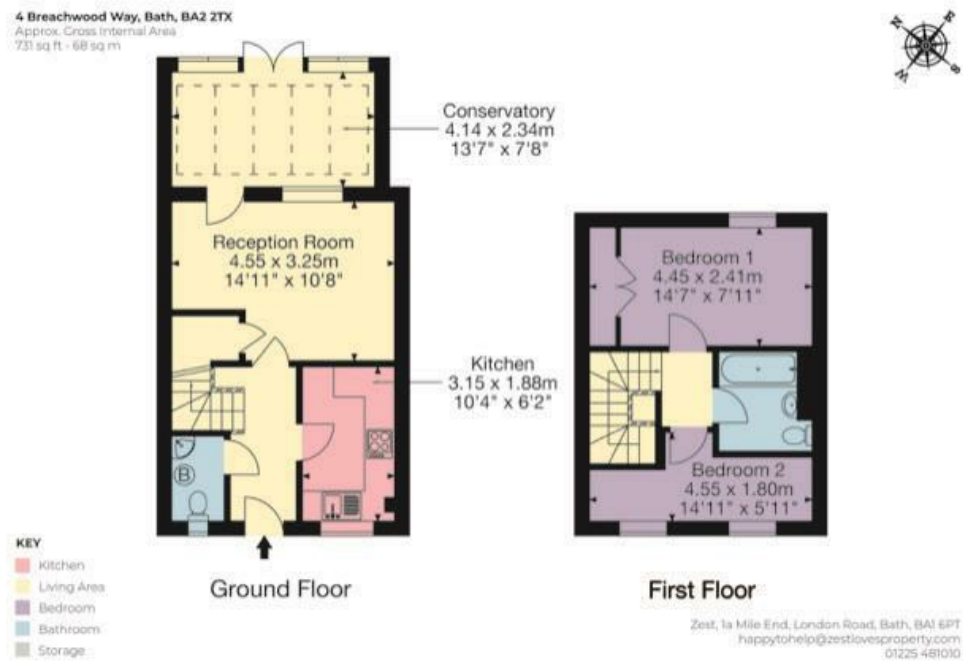 4 Breachwood Way, Bath, BA2 2TX
Approx. Gross Internal Area
731 sq ft - 68 sq m
N
E
S
W
Conservatory
4.14 x 2.34m
13'7" x 7'8"
Reception Room
4.55 x 3.25m
14'11" x 10'8"
Kitchen
3.15 x 1.88m
10'4" x 6'2"
B
Bedroom 1
4.45 x 2.41m
14'7" x 7'11"
Bedroom 2
4.55 x 1.80m
14'11" x 5'11"
KEY
Kitchen
Living Area
Bedroom
Bathroom
Storage
Ground Floor
First Floor
Zest, 1a Mile End, London Road, Bath, BA1 6PT
happytohelp@zestlovesproperty.com
01225 481010